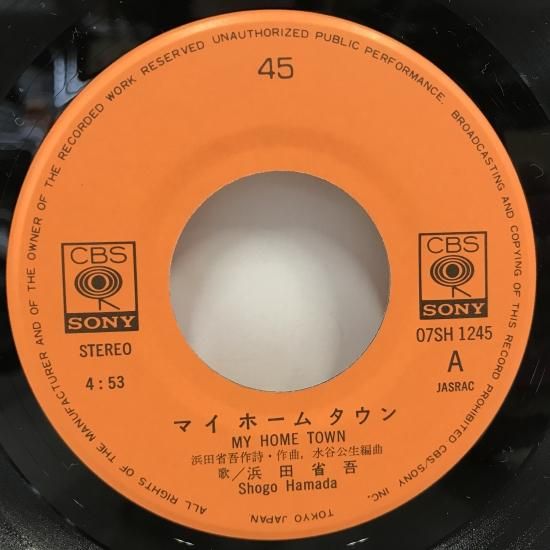 ALL RIGHTS OF THE MANUFACTURER AND OF THE OWNER OF THE RECORDED WORK RESERVED UNAUTHORIZED PUBLIC PERFORMANCE. BROADCASTING AND COPYING OF THIS RECORD PROHIBITED CBS/SONY INC. TOKYO JAPAN
45
CBS
SONY
STEREO
4:53
CBS
SONY
07SH 1245
A
JASRAC
マイ ホーム タウン
MY HOME TOWN
浜田省吾作詩・作曲, 水谷公生編曲
歌／浜田省吾
Shogo Hamada